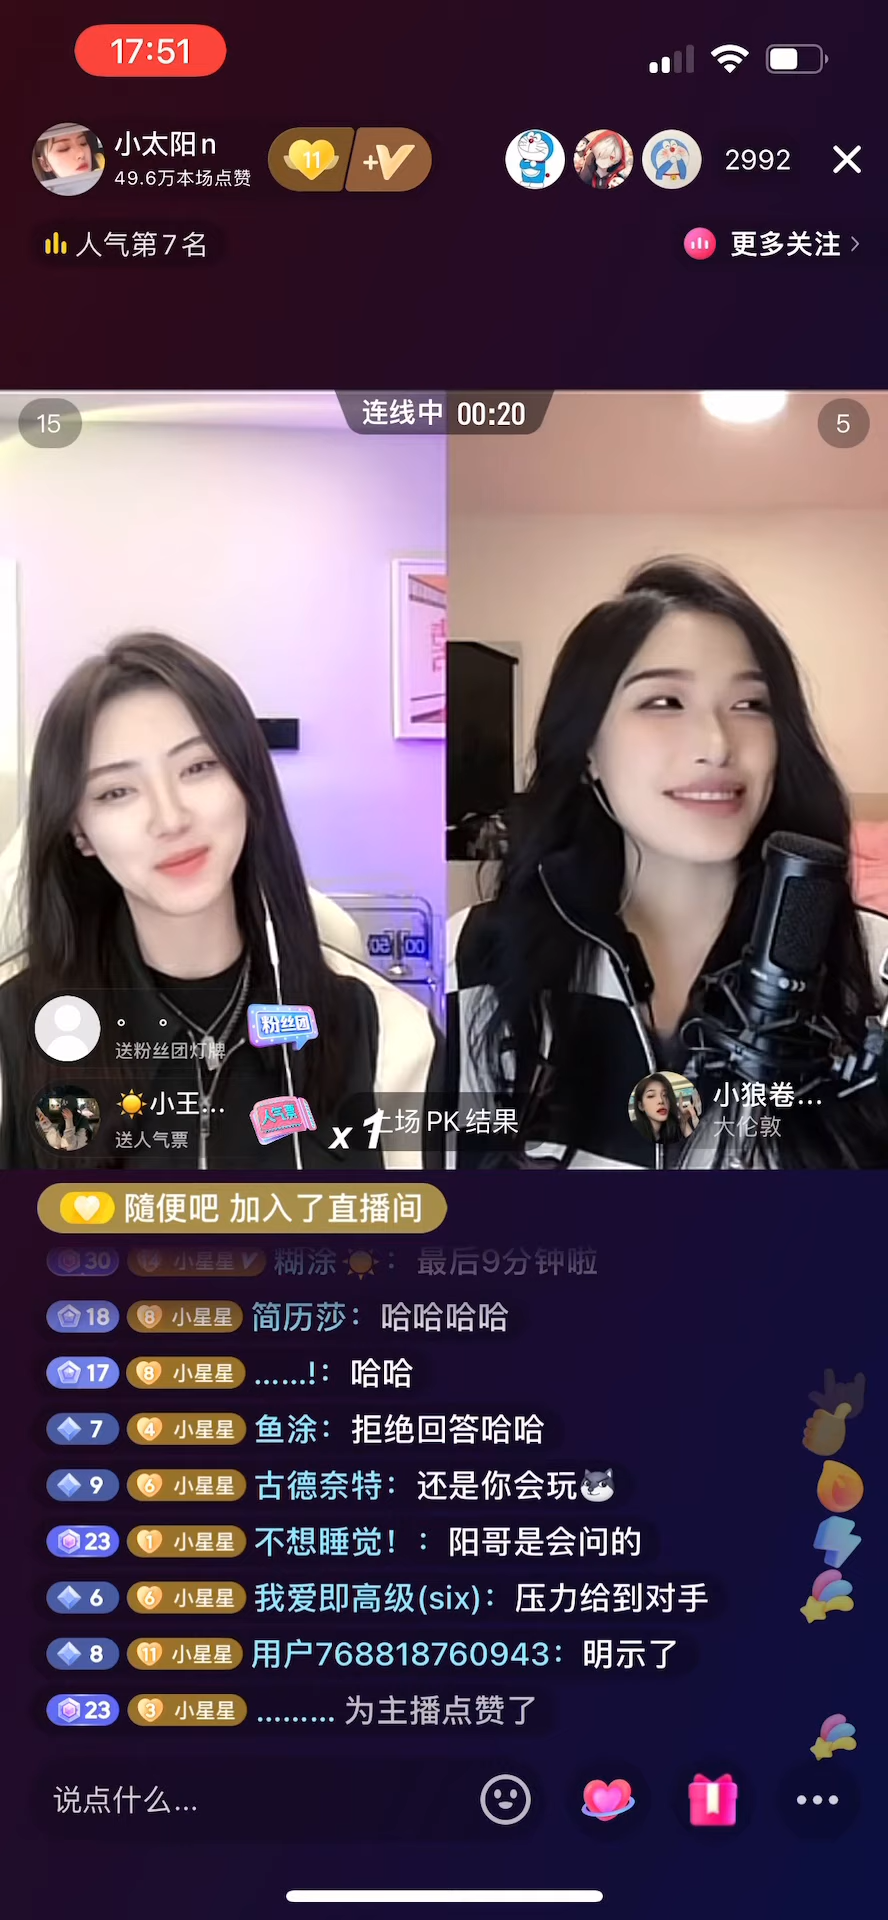 17:51
小太阳n
49.6万本场点赞
11
+V
2992
人气第7名
更多关注
15
连线中 00:20
5
05 00
。 。
送粉丝团灯牌
粉丝团
☀️小王...
送人气票
人气票
x 1
上场 PK 结果
小狼卷...
大伦敦
隨便吧 加入了直播间
30 14 小星星 V 糊涂☀️: 最后9分钟啦
18 8 小星星 简历莎: 哈哈哈哈
17 8 小星星 ......!: 哈哈
7 4 小星星 鱼涂: 拒绝回答哈哈
9 6 小星星 古德奈特: 还是你会玩🐺
23 1 小星星 不想睡觉! : 阳哥是会问的
6 6 小星星 我爱即高级(six): 压力给到对手
8 11 小星星 用户768818760943: 明示了
23 3 小星星 ......... 为主播点赞了
说点什么...